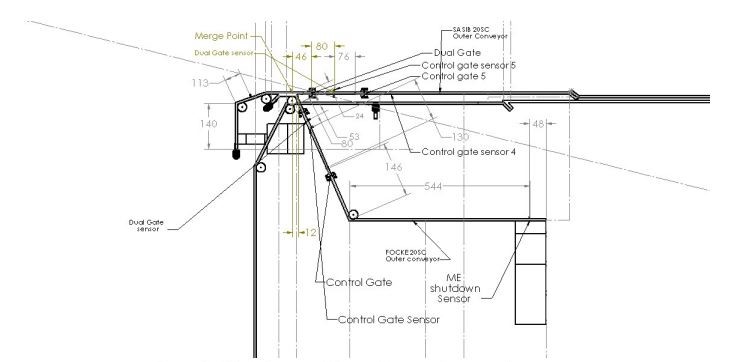 SASIB 20SC
Outer Conveyor
Merge Point
80
Dual Gate sensor
46
76
Dual Gate
Control gate sensor 5
Control gate 5
113
24
140
53
80
130
48
Control gate sensor 4
146
544
Dual Gate
sensor
12
FOCKE 20SC
Outer conveyor
ME
shutdown
Sensor
Control Gate
Control Gate Sensor